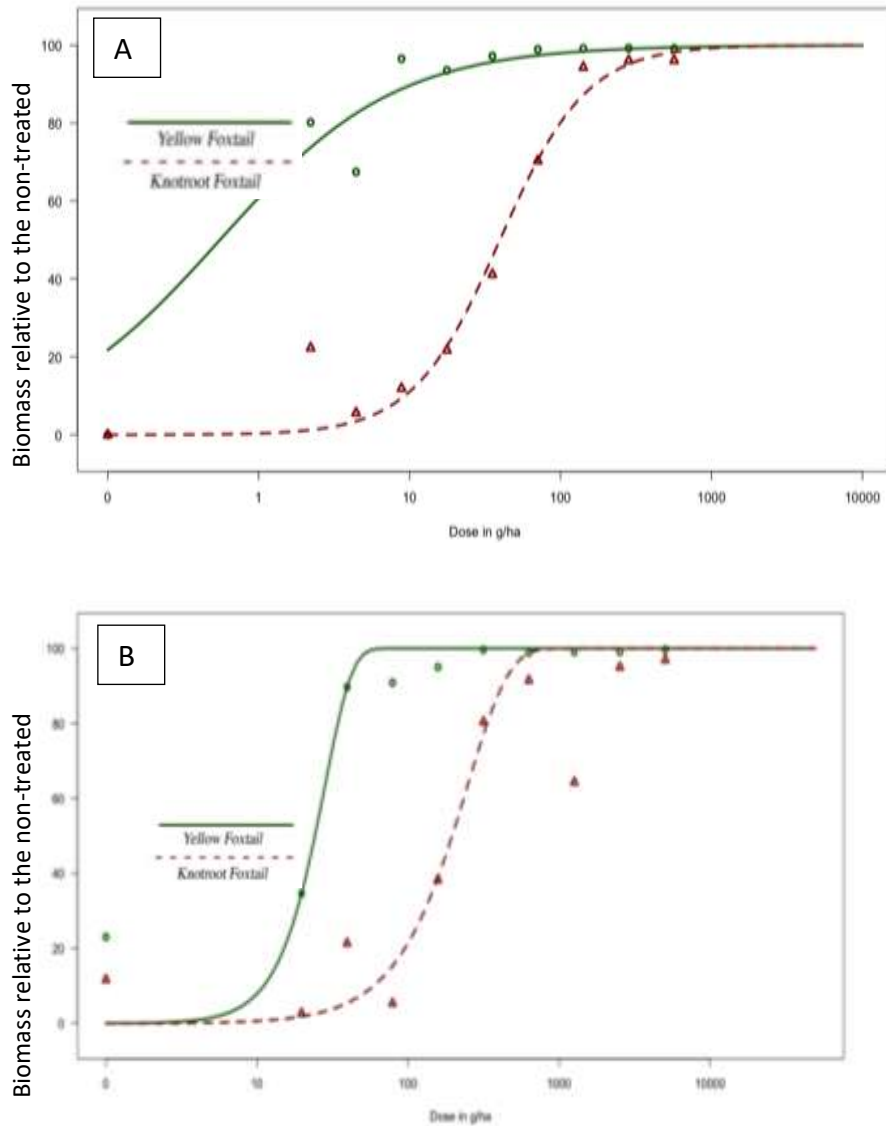 A
Biomass relative to the non-treated
100
80
60
40
20
0
Yellow Foxtail
Knotroot Foxtail
0 1 10 100 1000 10000
Dose in g/ha
B
Biomass relative to the non-treated
100
80
60
40
20
0
Yellow Foxtail
Knotroot Foxtail
0 10 100 1000 10000
Dose in g/ha